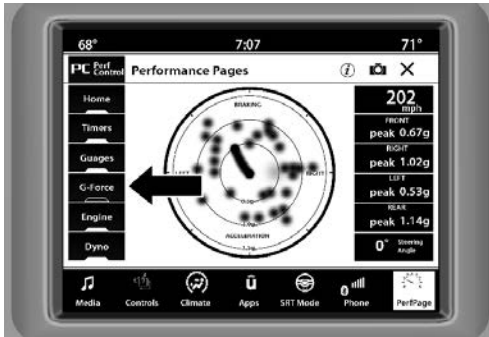 68°
7:07
71°
PC Perf Control
Performance Pages
i
Home
Timers
Guages
G-Force
Engine
Dyno
BRAKING
LEFT
RIGHT
ACCELERATION
202
mph
FRONT
peak 0.67g
RIGHT
peak 1.02g
LEFT
peak 0.53g
REAR
peak 1.14g
0° Steering Angle
Media
Controls
Climate
ū
Apps
SRT Mode
Phone
PerfPage